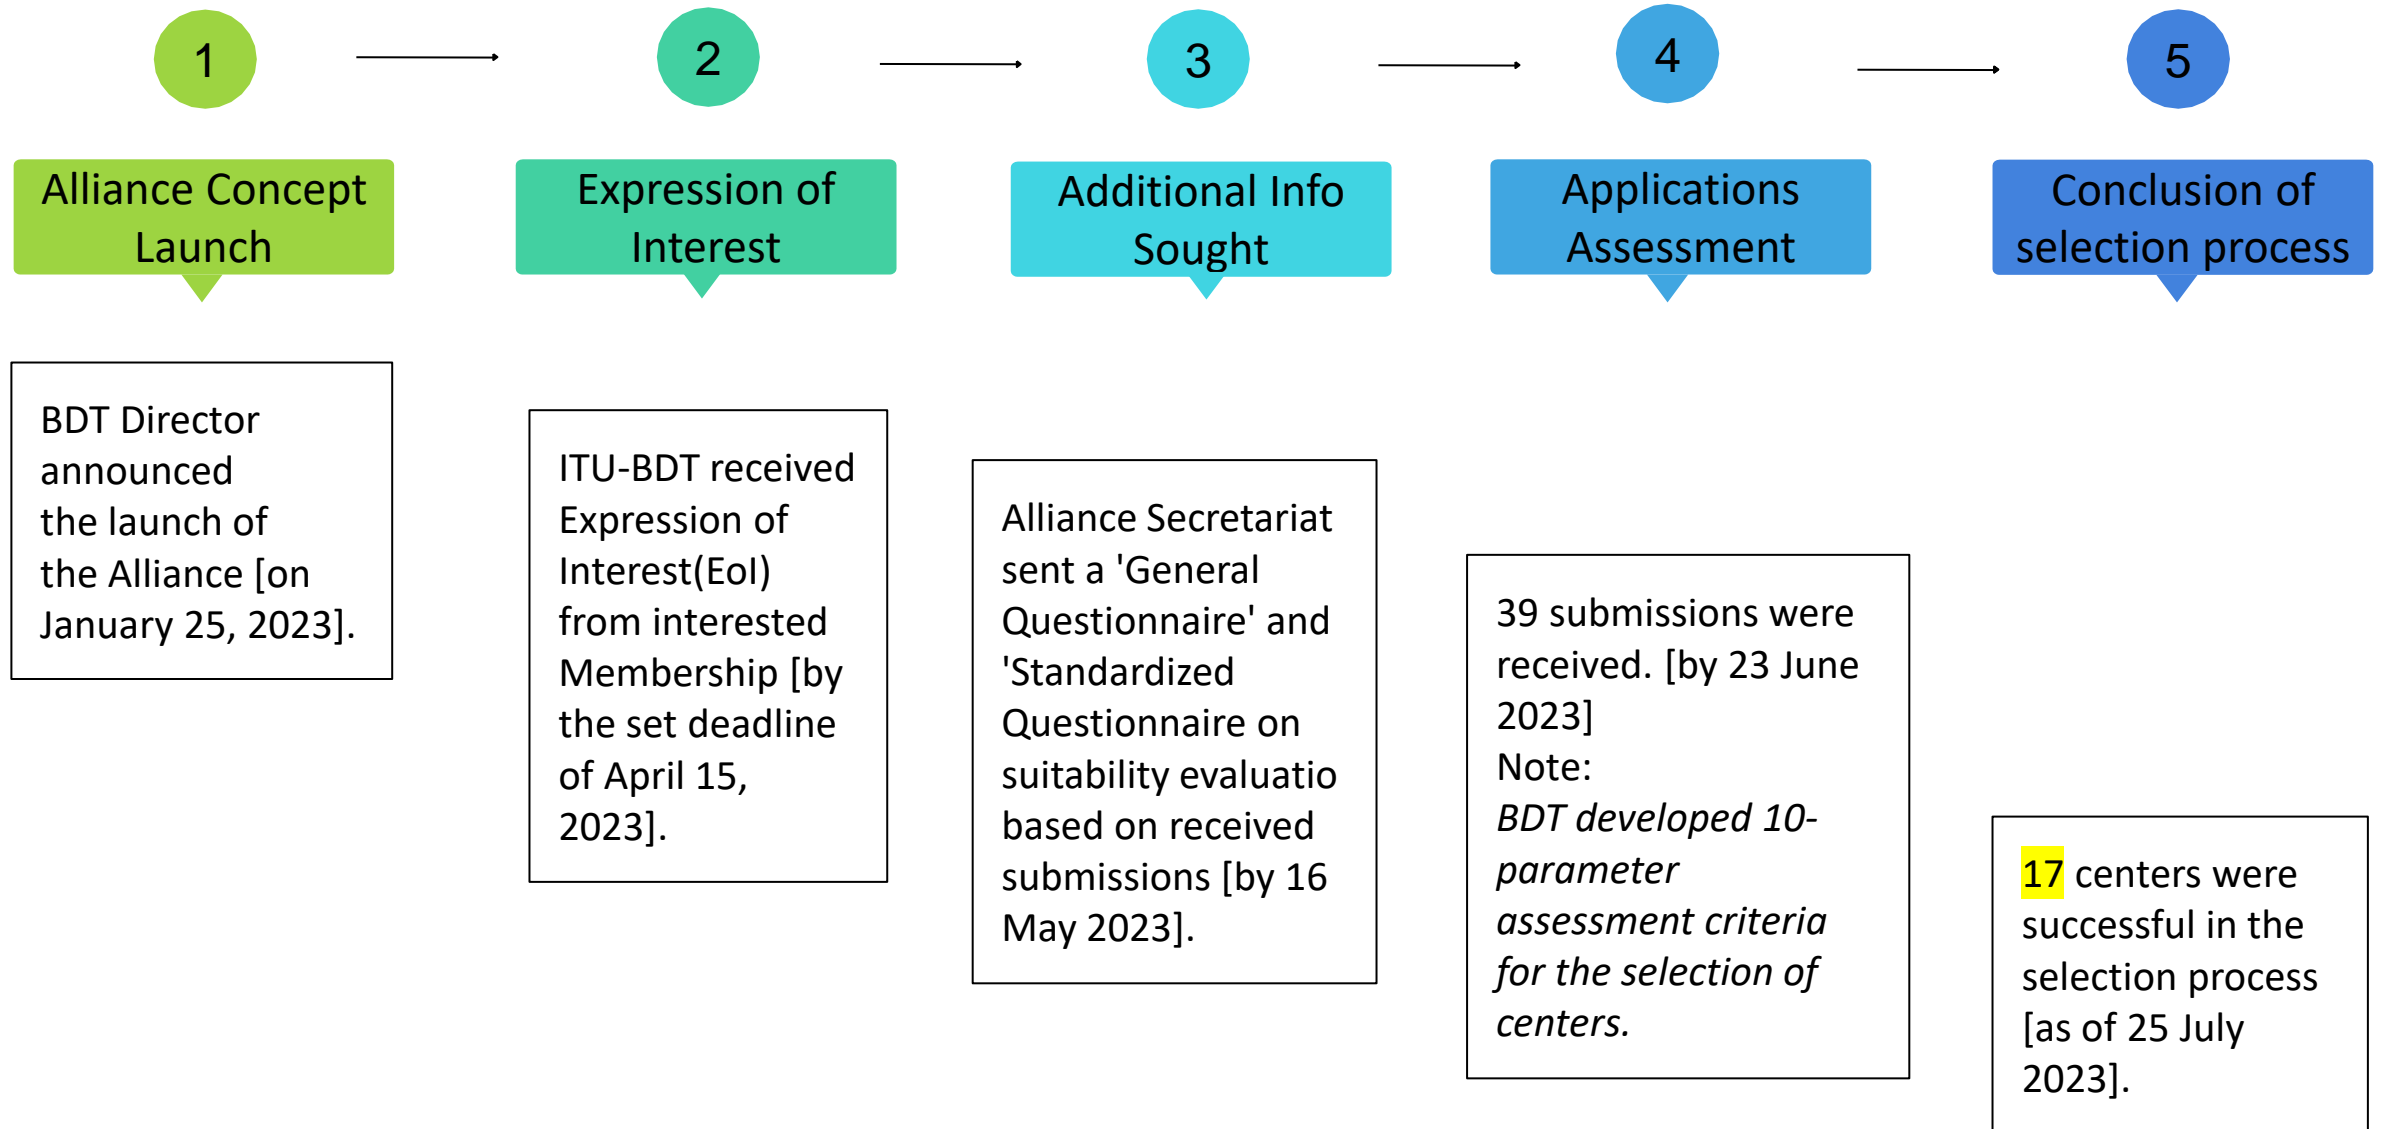 1
2
3
4
5
Alliance Concept
Launch
Expression of
Interest
Additional Info
Sought
Applications
Assessment
Conclusion of
selection process
BDT Director
announced
the launch of
the Alliance [on
January 25, 2023].
ITU-BDT received
Expression of
Interest(EoI)
from interested
Membership [by
the set deadline
of April 15,
2023].
Alliance Secretariat
sent a 'General
Questionnaire' and
'Standardized
Questionnaire on
suitability evaluatio
based on received
submissions [by 16
May 2023].
39 submissions were
received. [by 23 June
2023]
Note:
BDT developed 10-
parameter
assessment criteria
for the selection of
centers.
17 centers were
successful in the
selection process
[as of 25 July
2023].